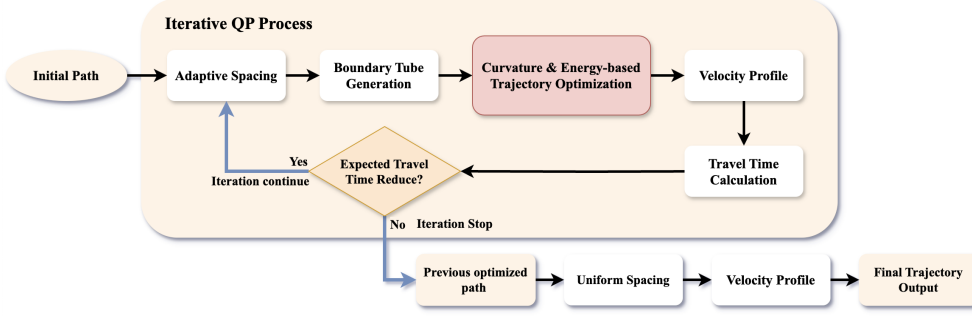 Iterative QP Process
Initial Path
Adaptive Spacing
Boundary Tube
Generation
Curvature & Energy-based
Trajectory Optimization
Velocity Profile
Travel Time
Calculation
Expected Travel
Time Reduce?
Yes
Iteration continue
No Iteration Stop
Previous optimized
path
Uniform Spacing
Velocity Profile
Final Trajectory
Output